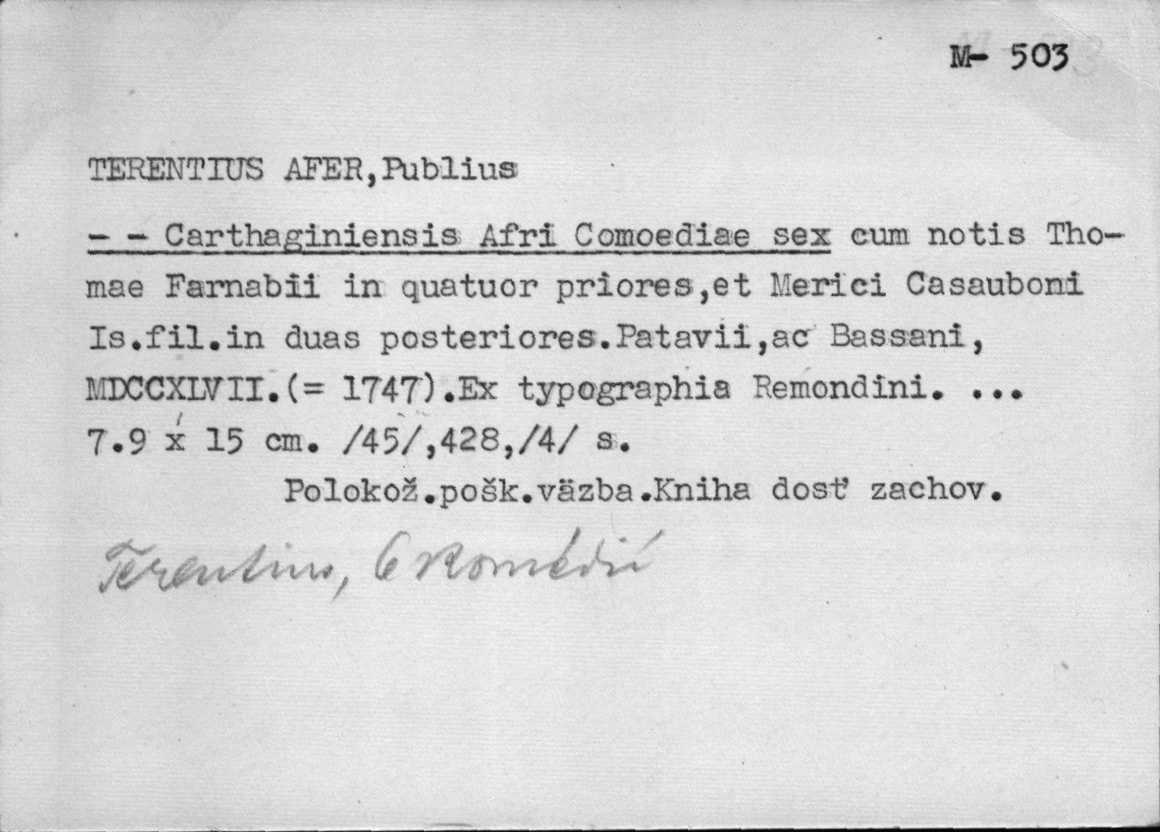 M- 503
TERENTIUS AFER,Publius
- - Carthaginiensis Afri Comoediae sex cum notis Tho-
mae Farnabii in quatuor priores,et Merici Casauboni
Is.fil.in duas posteriores.Patavii,ac Bassani,
MDCCXLVII.(= 1747).Ex typographia Remondini. ...
7.9 x 15 cm. /45/,428,/4/ s.
Polokož.pošk.väzba.Kniha dosť zachov.
Terentius, 6 komédií